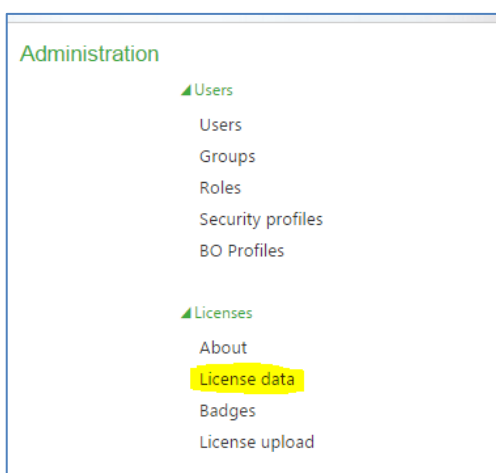 Administration
Users
Users
Groups
Roles
Security profiles
BO Profiles
Licenses
About
License data
Badges
License upload